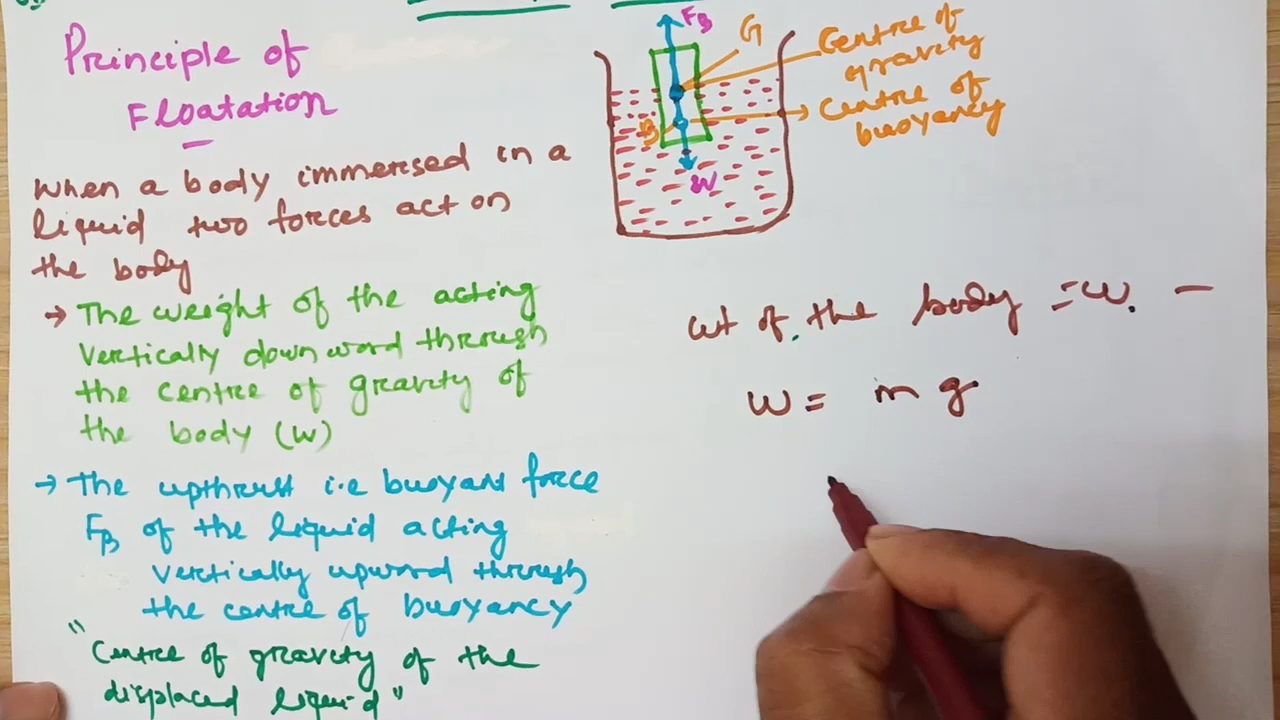 Principle of
Floatation
When a body immersed in a
liquid two forces act on
the body
→ The weight of the acting
vertically downword through
the centre of gravity of
the body (W)
→ The upthrust i.e buoyant force
FB of the liquid acting
vertically upword through
the centre of buoyancy
"Centre of gravity of the
displaced liquid"
FB
G
Centre of
gravity
Centre of
buoyancy
B
W
wt of the body = w. -
w = mg